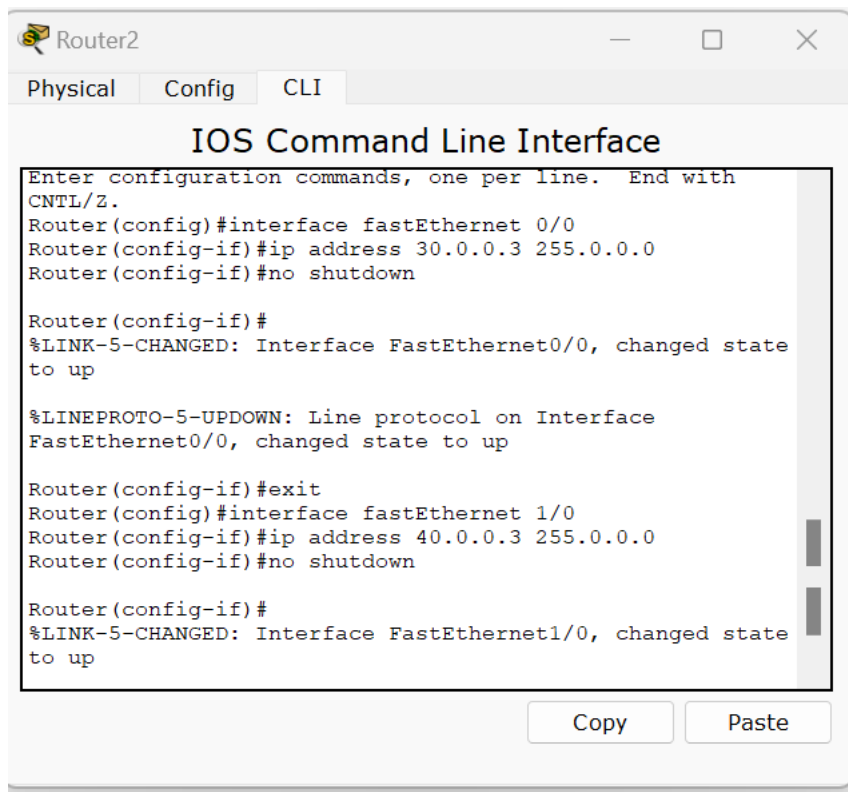 Router2
Physical Config CLI
IOS Command Line Interface
Enter configuration commands, one per line.  End with
CNTL/Z.
Router(config)#interface fastEthernet 0/0
Router(config-if)#ip address 30.0.0.3 255.0.0.0
Router(config-if)#no shutdown
Router(config-if)#
%LINK-5-CHANGED: Interface FastEthernet0/0, changed state
to up
%LINEPROTO-5-UPDOWN: Line protocol on Interface
FastEthernet0/0, changed state to up
Router(config-if)#exit
Router(config)#interface fastEthernet 1/0
Router(config-if)#ip address 40.0.0.3 255.0.0.0
Router(config-if)#no shutdown
Router(config-if)#
%LINK-5-CHANGED: Interface FastEthernet1/0, changed state
to up
Copy Paste